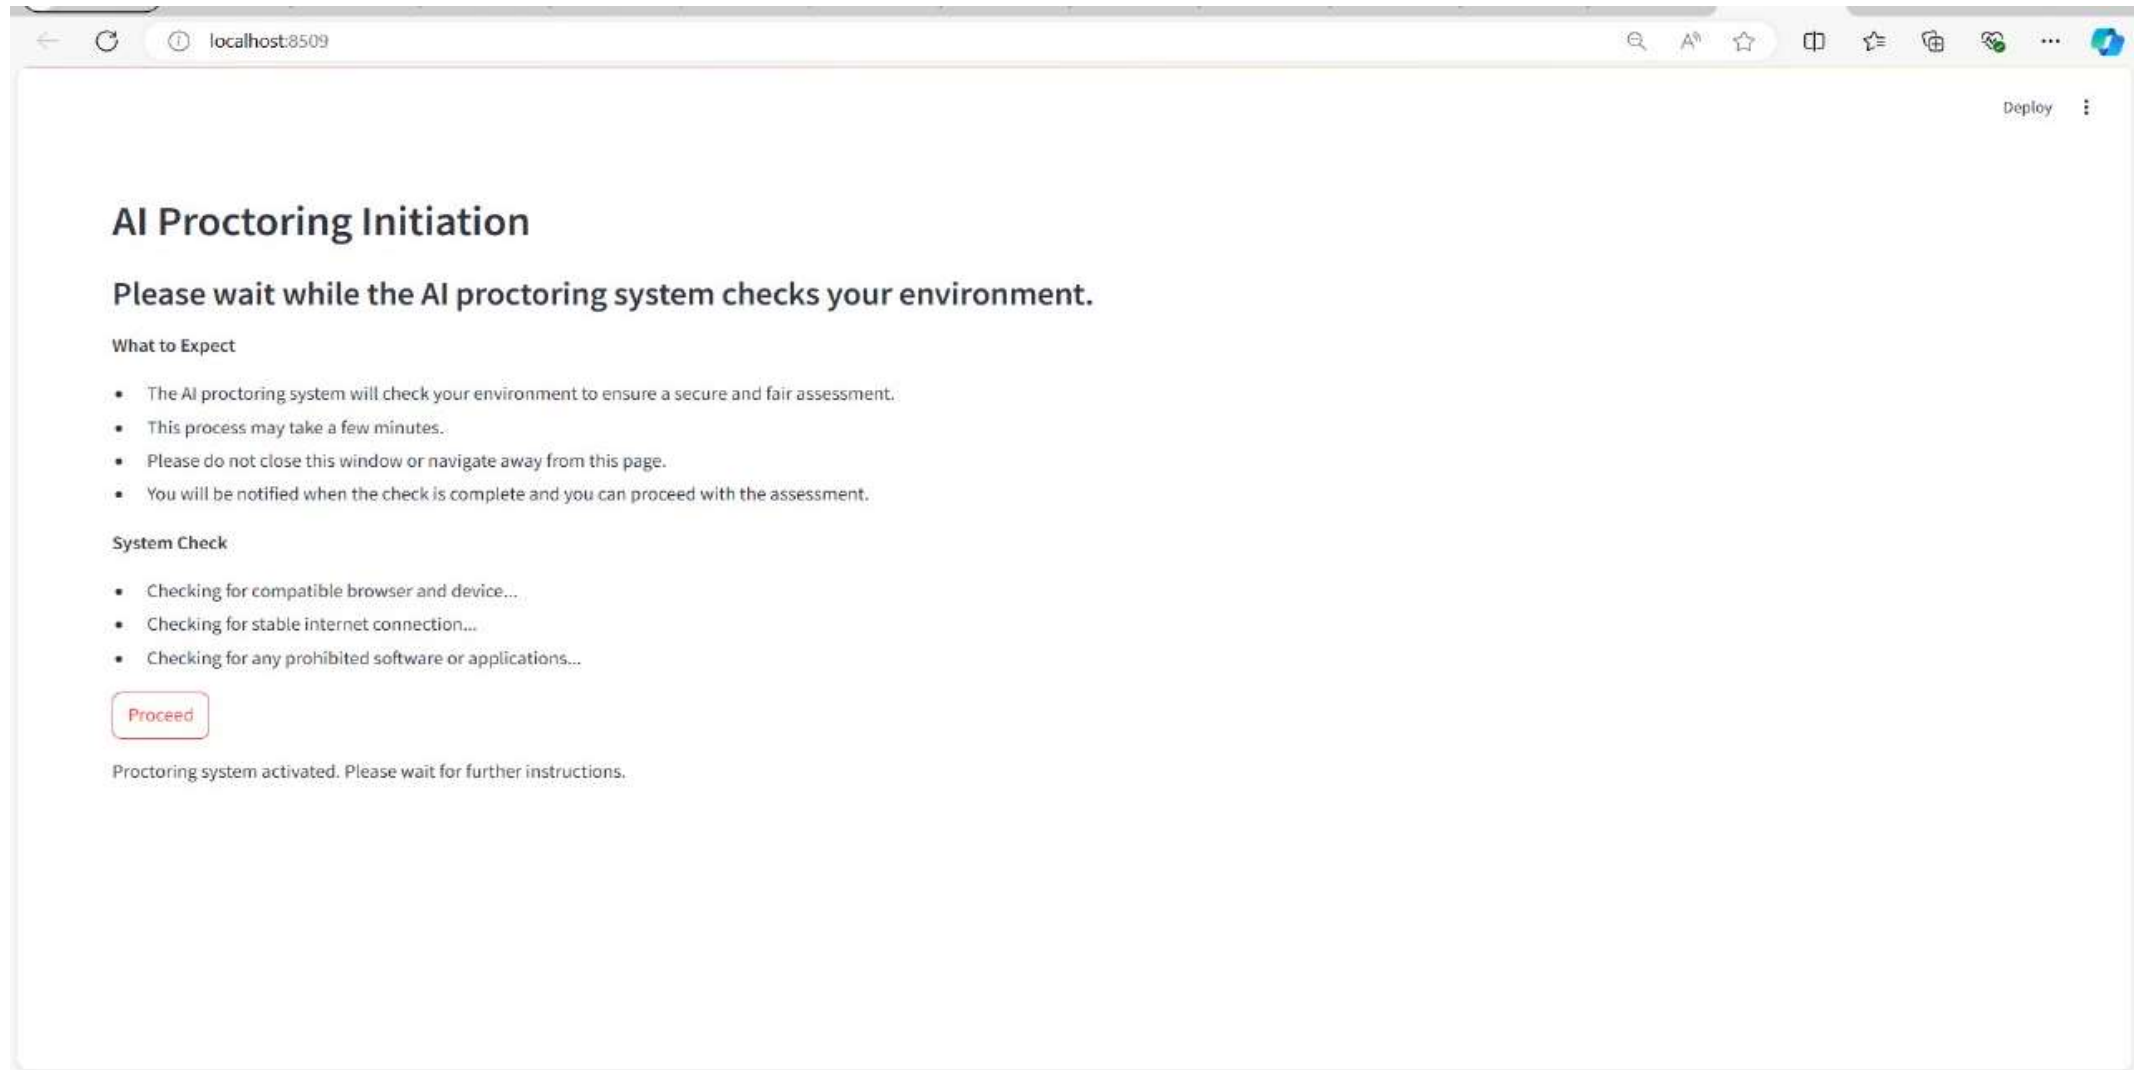 localhost:8509
Deploy
AI Proctoring Initiation
Please wait while the AI proctoring system checks your environment.
What to Expect
• The AI proctoring system will check your environment to ensure a secure and fair assessment.
• This process may take a few minutes.
• Please do not close this window or navigate away from this page.
• You will be notified when the check is complete and you can proceed with the assessment.
System Check
• Checking for compatible browser and device...
• Checking for stable internet connection...
• Checking for any prohibited software or applications...
Proceed
Proctoring system activated. Please wait for further instructions.